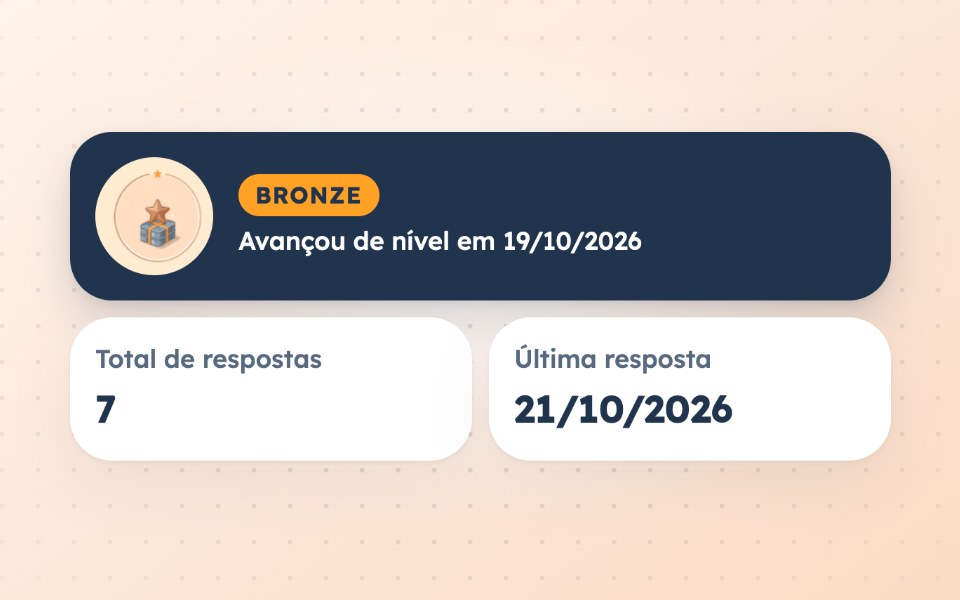 BRONZE
Avançou de nível em 19/10/2026
Total de respostas
7
Última resposta
21/10/2026